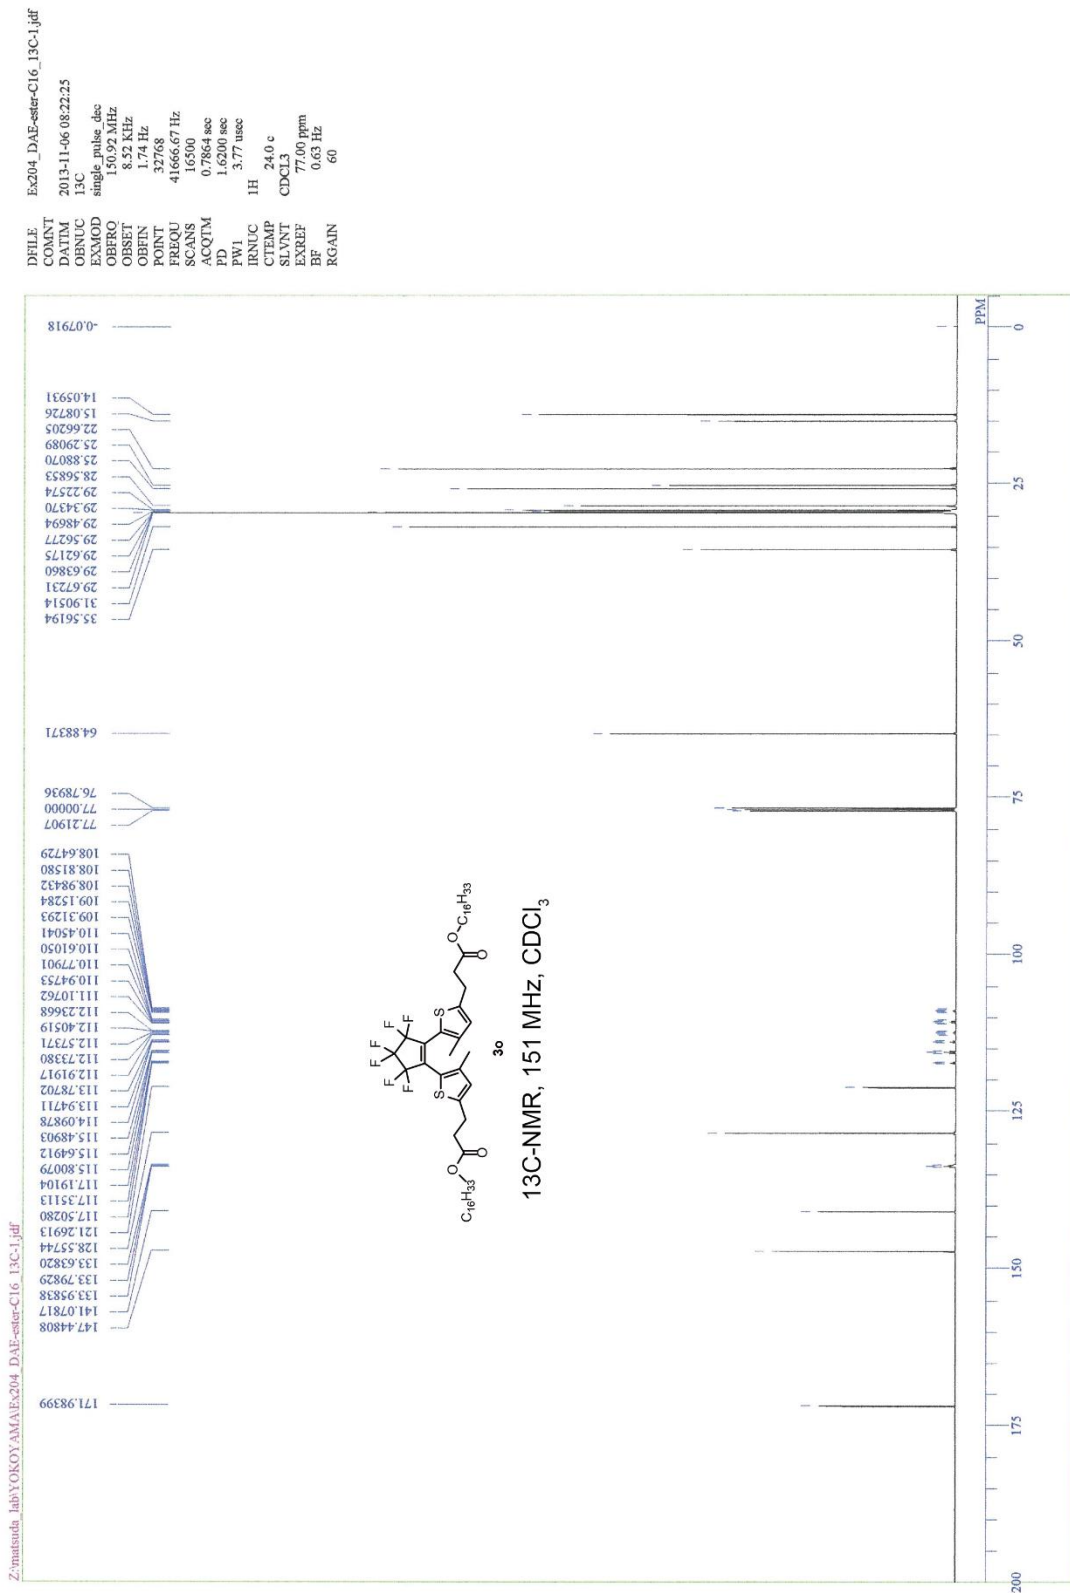 Z:\matsuda_lab\YOKOYAMA\Ex204_DAE-ester-C16_13C-1.jdf
DFILE Ex204_DAE-ester-C16_13C-1.jdf
COMNT
DATIM 2013-11-06 08:22:25
OBNUC 13C
EXMOD single_pulse_dec
OBFRQ 150.92 MHz
OBSET 8.52 KHz
OBFIN 1.74 Hz
POINT 32768
FREQU 41666.67 Hz
SCANS 16500
ACQTM 0.7864 sec
PD 1.6200 sec
PW1 3.77 usec
IRNUC 1H
CTEMP 24.0 c
SLVNT CDCL3
EXREF 77.00 ppm
BF 0.63 Hz
RGAIN 60
171.98399
147.44808
141.07817
133.95838
133.79829
133.63820
128.55744
121.26913
117.50280
117.35113
117.19104
115.80079
115.64912
115.48903
114.09878
113.94711
113.78702
112.91917
112.73380
112.57371
112.40519
112.23668
111.10762
110.94753
110.77901
110.61050
110.45041
109.31293
109.15284
108.98432
108.81580
108.64729
77.21907
77.00000
76.78936
64.88371
35.56194
31.90514
29.67231
29.63860
29.62175
29.56277
29.48694
29.34370
29.22574
28.56853
25.88070
25.29089
22.66205
15.08726
14.05931
-0.07918
F F
F F
F F
S S
O O
C16H33 O O C16H33
3o
13C-NMR, 151 MHz, CDCl3
PPM
200 175 150 125 100 75 50 25 0